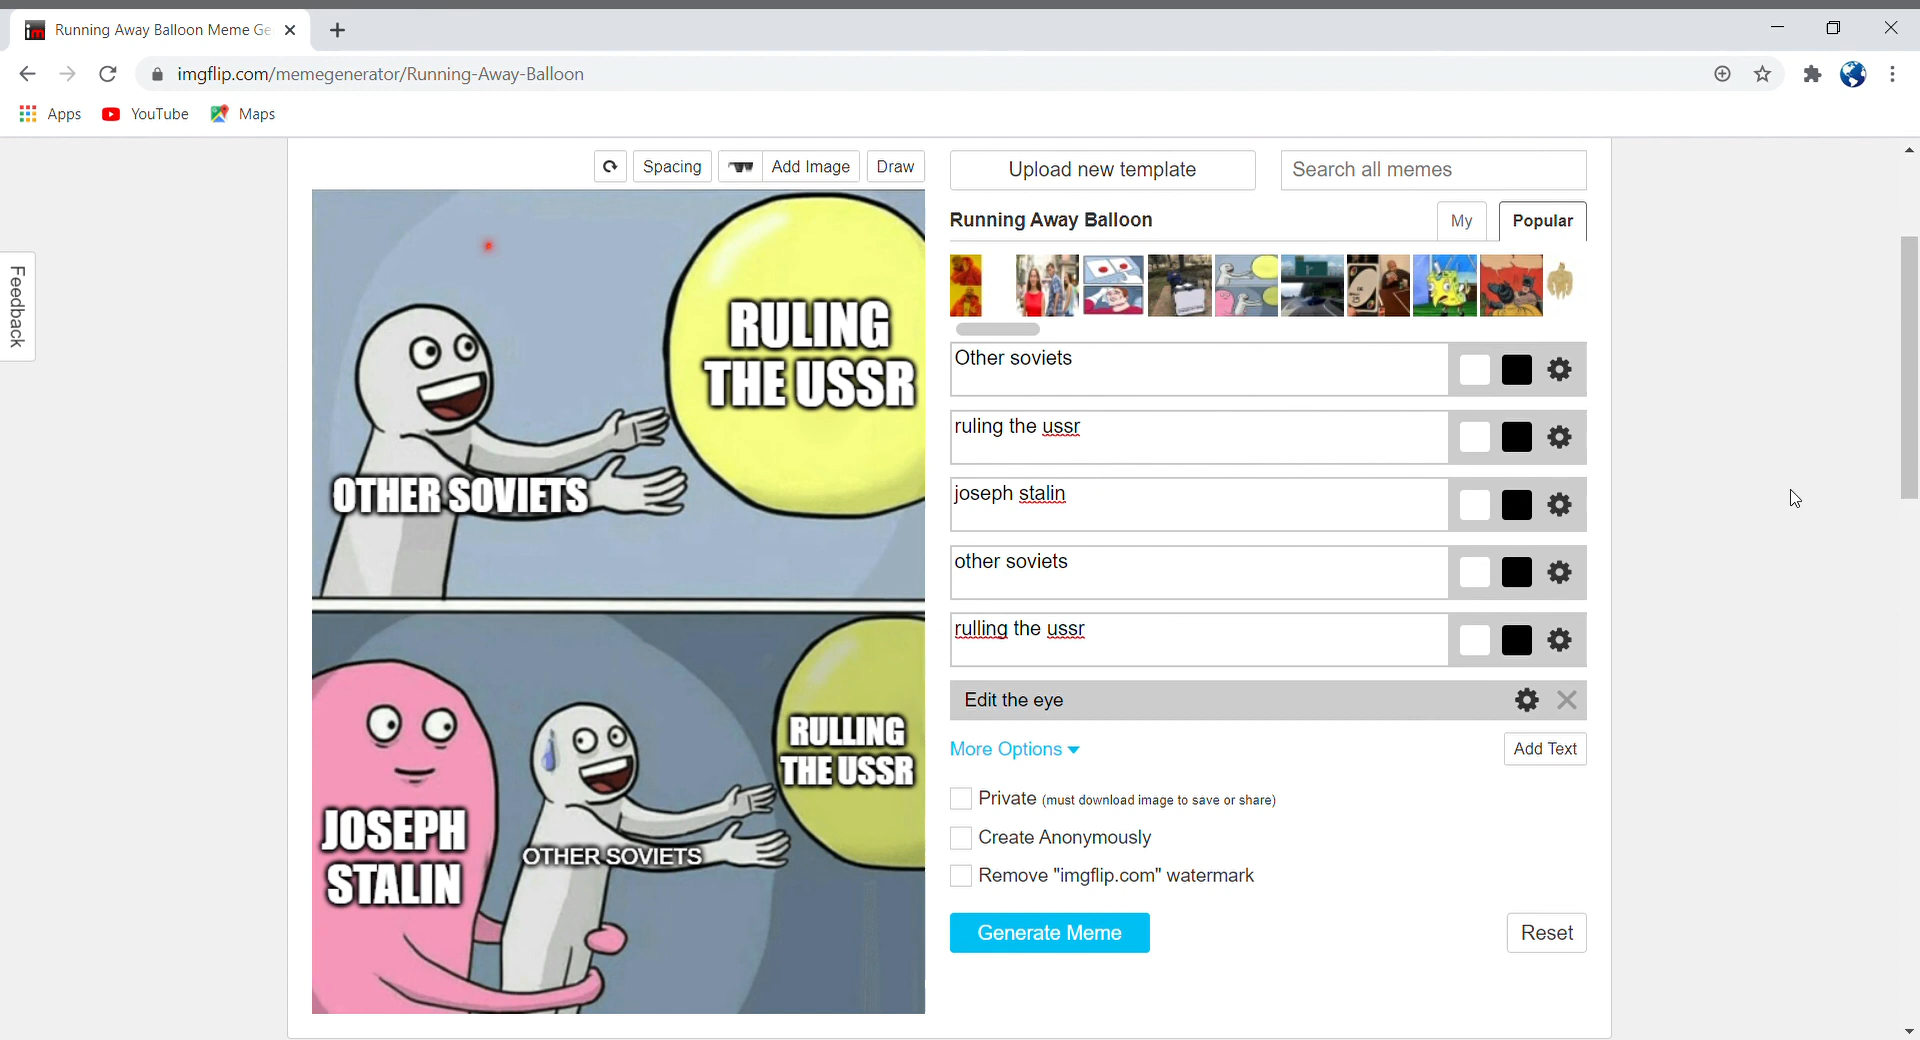 Running Away Balloon Meme Ge
imgflip.com/memegenerator/Running-Away-Balloon
Apps YouTube Maps
Feedback
Spacing Add Image Draw
RULING
THE USSR
OTHER SOVIETS
RULLING
THE USSR
JOSEPH
STALIN
OTHER SOVIETS
Upload new template Search all memes
Running Away Balloon My Popular
Other soviets
ruling the ussr
joseph stalin
other soviets
rulling the ussr
Edit the eye
More Options Add Text
Private (must download image to save or share)
Create Anonymously
Remove "imgflip.com" watermark
Generate Meme Reset